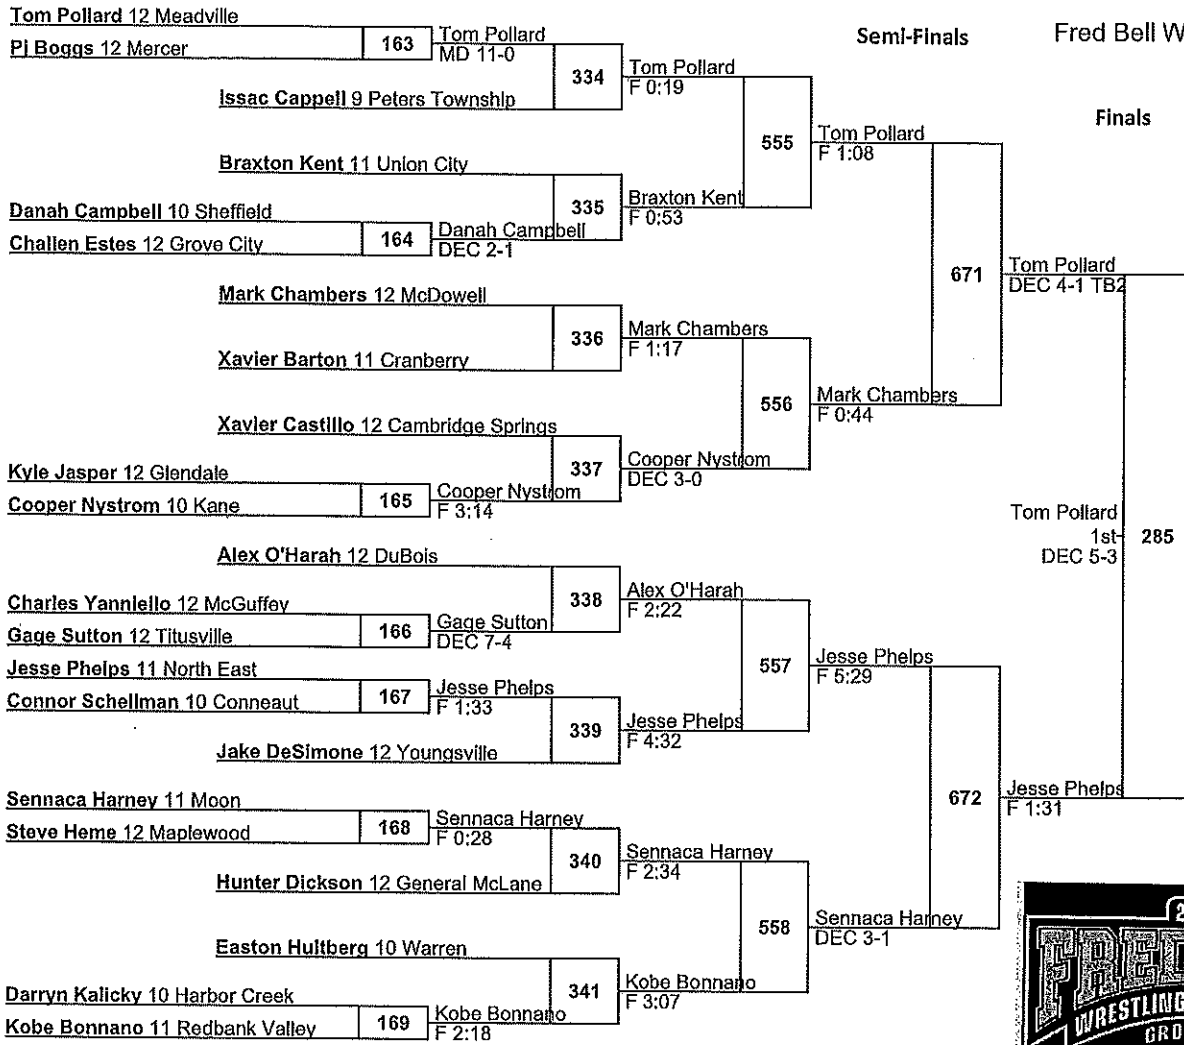 Tom Pollard 12 Meadville
Pj Boggs 12 Mercer
163
Tom Pollard
MD 11-0
Semi-Finals
Fred Bell W
334
Tom Pollard
F 0:19
Issac Cappell 9 Peters Township
Finals
555
Tom Pollard
F 1:08
Braxton Kent 11 Union City
335
Braxton Kent
F 0:53
Danah Campbell 10 Sheffield
Challen Estes 12 Grove City
164
Danah Campbell
DEC 2-1
671
Tom Pollard
DEC 4-1 TB2
Mark Chambers 12 McDowell
336
Mark Chambers
F 1:17
Xavier Barton 11 Cranberry
556
Mark Chambers
F 0:44
Xavier Castillo 12 Cambridge Springs
337
Cooper Nystrom
DEC 3-0
Kyle Jasper 12 Glendale
Cooper Nystrom 10 Kane
165
Cooper Nystrom
F 3:14
Tom Pollard
1st
DEC 5-3
285
Alex O'Harah 12 DuBois
338
Alex O'Harah
F 2:22
Charles Yanniello 12 McGuffey
Gage Sutton 12 Titusville
166
Gage Sutton
DEC 7-4
557
Jesse Phelps
F 5:29
Jesse Phelps 11 North East
Connor Schellman 10 Conneaut
167
Jesse Phelps
F 1:33
339
Jesse Phelps
F 4:32
Jake DeSimone 12 Youngsville
672
Jesse Phelps
F 1:31
Sennaca Harney 11 Moon
Steve Heme 12 Maplewood
168
Sennaca Harney
F 0:28
340
Sennaca Harney
F 2:34
Hunter Dickson 12 General McLane
558
Sennaca Harney
DEC 3-1
Easton Hultberg 10 Warren
341
Kobe Bonnano
F 3:07
Darryn Kalicky 10 Harbor Creek
Kobe Bonnano 11 Redbank Valley
169
Kobe Bonnano
F 2:18
2
FRED
WRESTLING
GRO